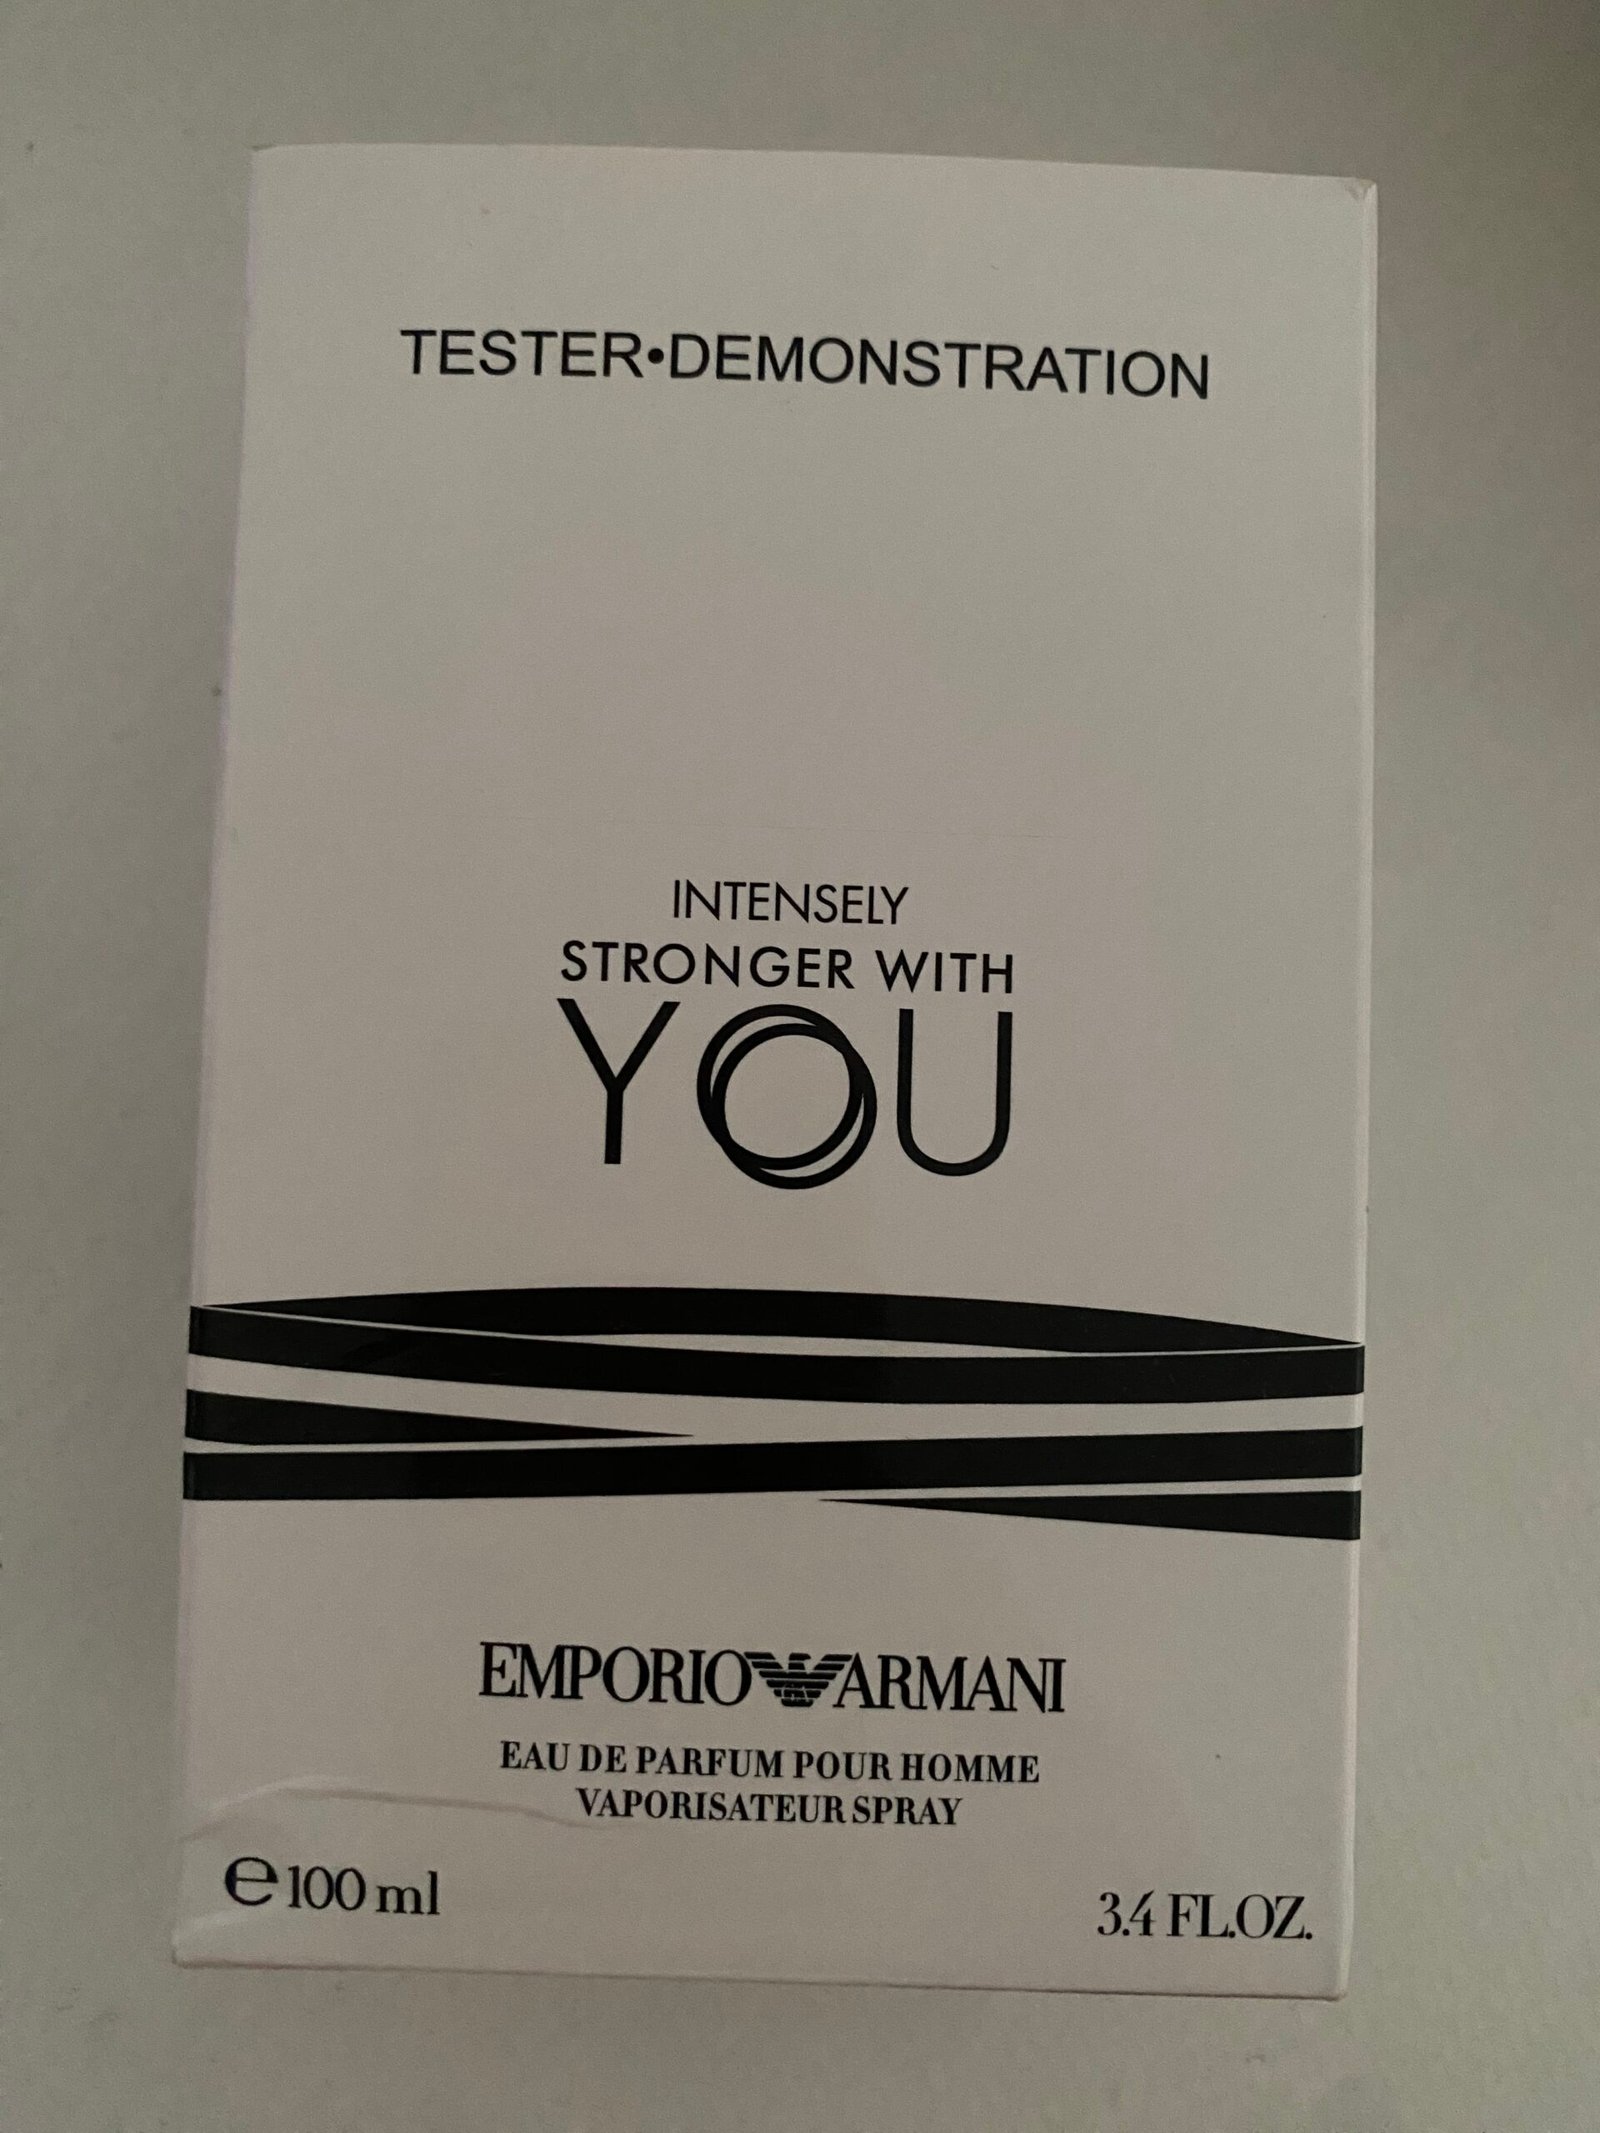 TESTER•DEMONSTRATION
INTENSELY
STRONGER WITH
YOU
EMPORIO ARMANI
EAU DE PARFUM POUR HOMME
VAPORISATEUR SPRAY
℮ 100 ml
3.4 FL.OZ.